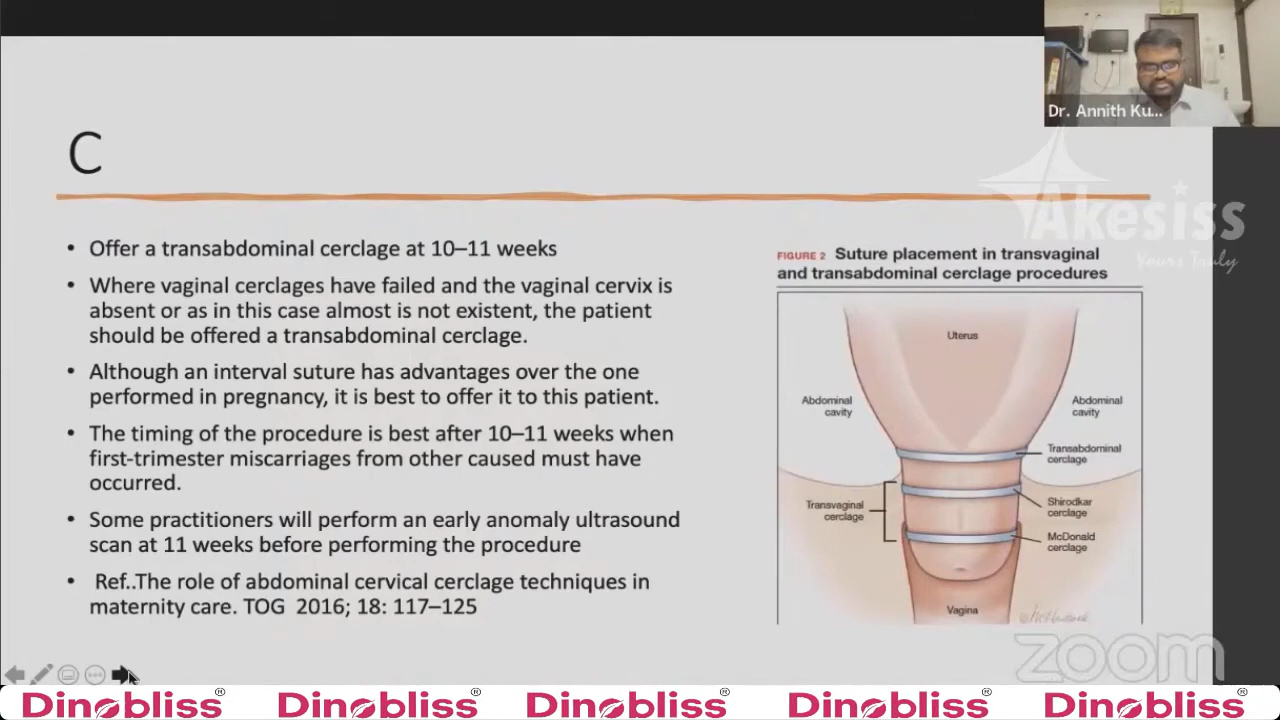 Dr. Annith Ku...
Akesiss
Yours Truly
C
• Offer a transabdominal cerclage at 10–11 weeks
• Where vaginal cerclages have failed and the vaginal cervix is
absent or as in this case almost is not existent, the patient
should be offered a transabdominal cerclage.
• Although an interval suture has advantages over the one
performed in pregnancy, it is best to offer it to this patient.
• The timing of the procedure is best after 10–11 weeks when
first-trimester miscarriages from other caused must have
occurred.
• Some practitioners will perform an early anomaly ultrasound
scan at 11 weeks before performing the procedure
• Ref..The role of abdominal cervical cerclage techniques in
maternity care. TOG 2016; 18: 117–125
FIGURE 2 Suture placement in transvaginal
and transabdominal cerclage procedures
Uterus
Abdominal
cavity
Abdominal
cavity
Transabdominal
cerclage
Transvaginal
cerclage
Shirodkar
cerclage
McDonald
cerclage
Vagina
zoom
Dinobliss® Dinobliss® Dinobliss® Dinobliss® Dinobliss®